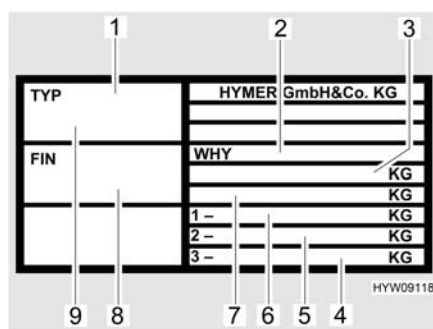 1 2 3
TYP
HYMER GmbH&Co. KG
FIN
WHY
KG
KG
1 – KG
2 – KG
3 – KG
HYW09118
9 8 7 6 5 4